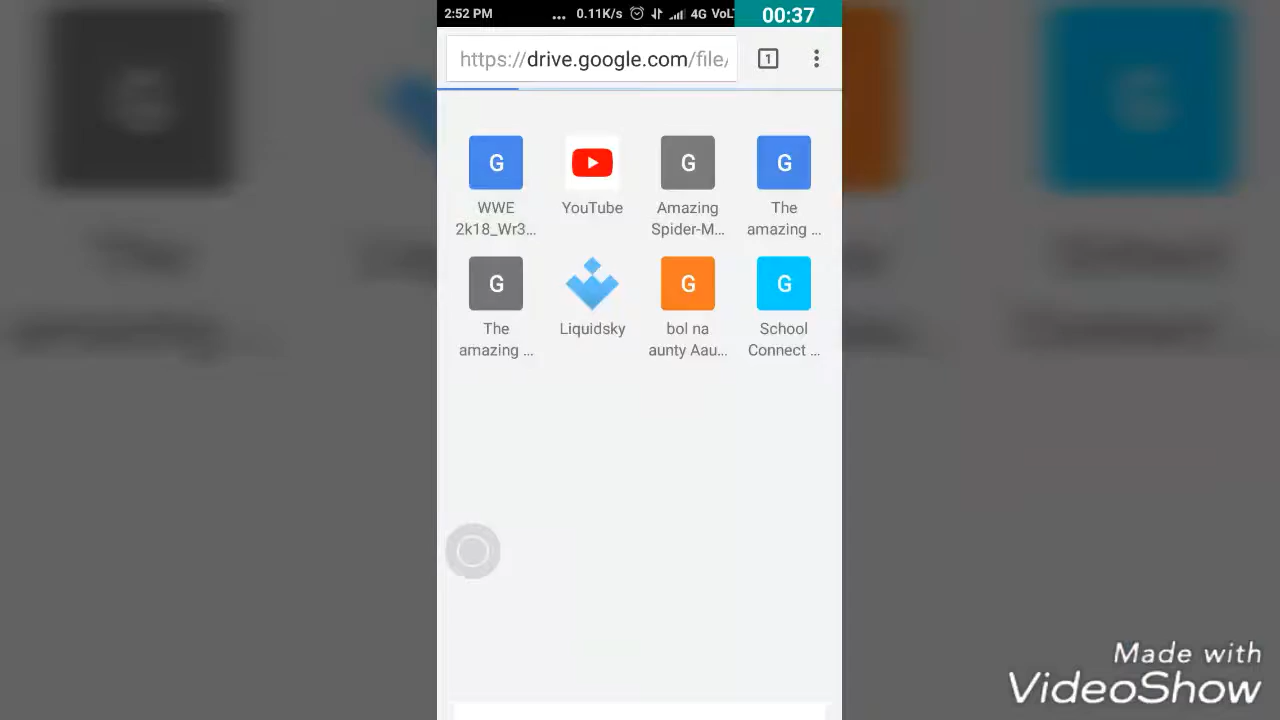 2:52 PM ... 0.11K/s 4G VoL 00:37
https://drive.google.com/file/
1
G G G
WWE YouTube Amazing The
2k18_Wr3... Spider-M... amazing ...
G G G
The Liquidsky bol na School
amazing ... aunty Aau... Connect ...
Made with
VideoShow